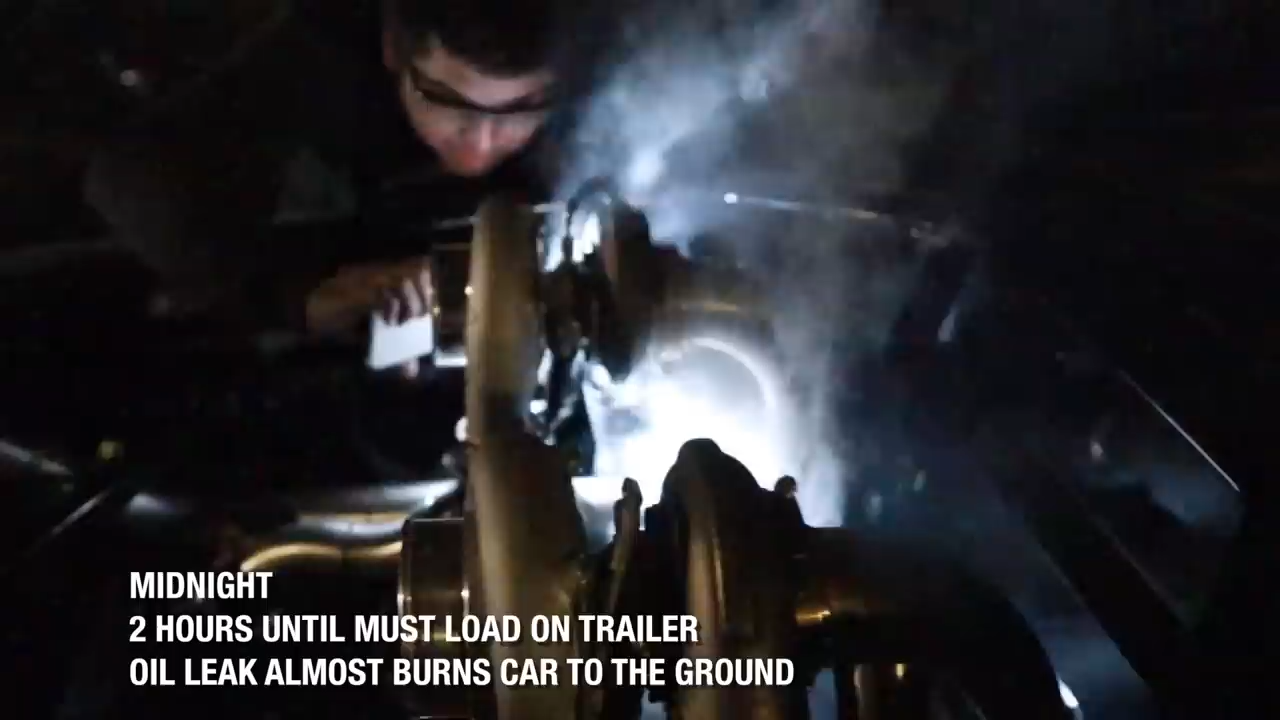 MIDNIGHT
2 HOURS UNTIL MUST LOAD ON TRAILER
OIL LEAK ALMOST BURNS CAR TO THE GROUND